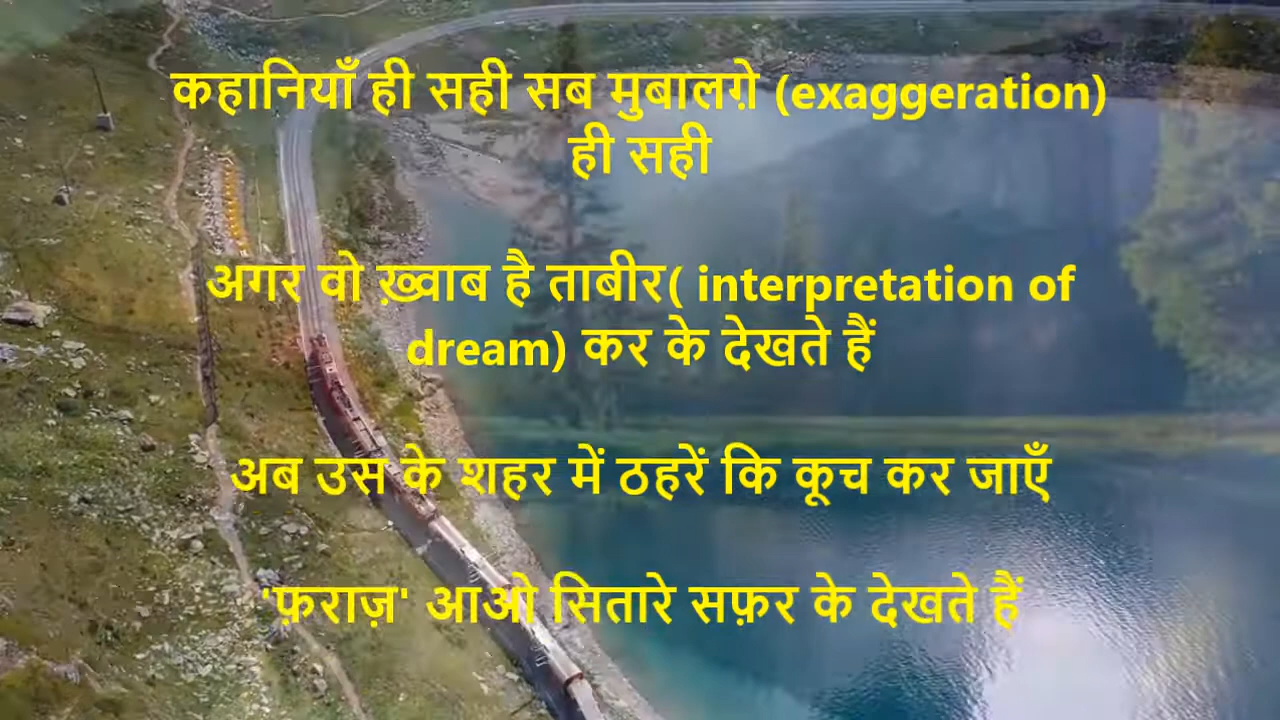 कहानियाँ ही सही सब मुबालग़े (exaggeration)
ही सही
अगर वो ख़्वाब है ताबीर( interpretation of
dream) कर के देखते हैं
अब उस के शहर में ठहरें कि कूच कर जाएँ
'फ़राज़' आओ सितारे सफ़र के देखते हैं